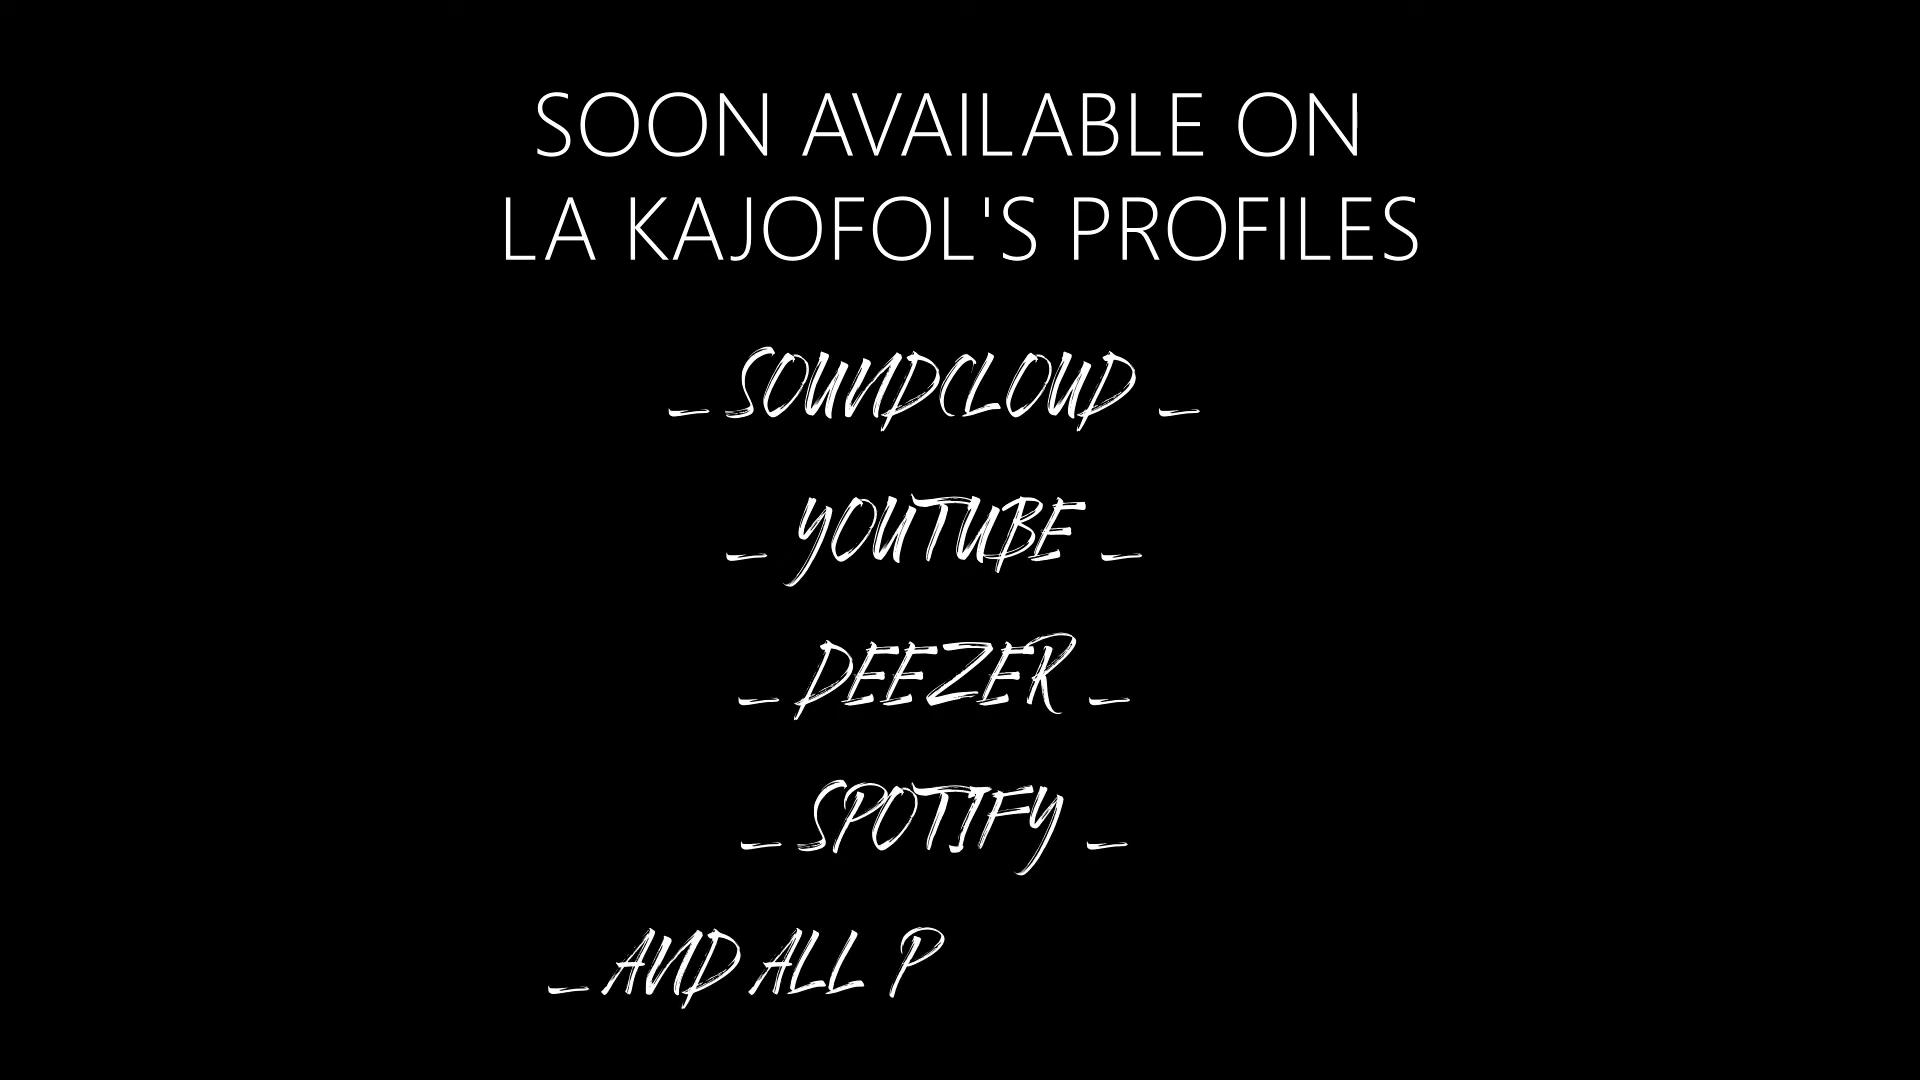 SOON AVAILABLE ON
LA KAJOFOL'S PROFILES
_ SOUNDCLOUD _
_ YOUTUBE _
_ DEEZER _
_ SPOTIFY _
_ AND ALL P